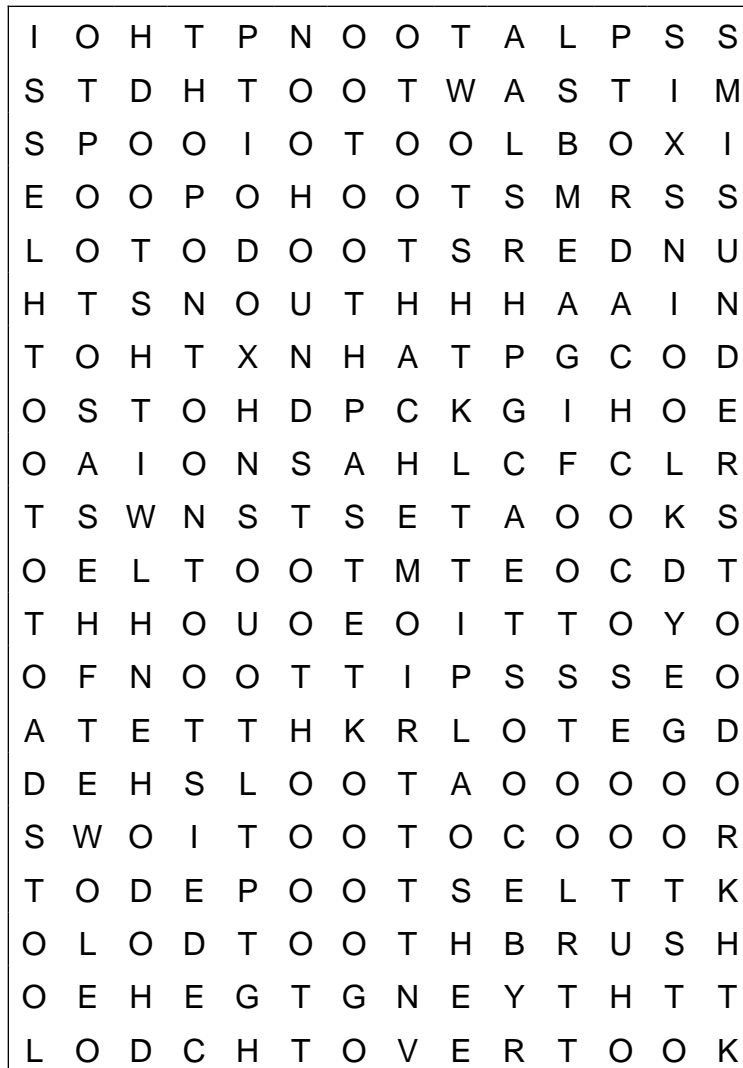 I O H T P N O O T A L P S S
S T D H T O O T W A S T I M
S P O O I O T O O L B O X I
E O O P O H O O T S M R S S
L O T O D O O T S R E D N U
H T S N O U T H H H A A I N
T O H T X N H A T P G C O D
O S T O H D P C K G I H O E
O A I O N S A H L C F C L R
T S W N S T S E T A O O K S
O E L T O O T M T E O C D T
T H H O U O E O I T T O Y O
O F N O O T T I P S S S E O
A T E T T H K R L O T E G D
D E H S L O O T A O O O O O
S W O I T O O T O C O O O R
T O D E P O O T S E L T T K
O L O D T O O T H B R U S H
O E H E G T G N E Y T H T T
L O D C H T O V E R T O O K